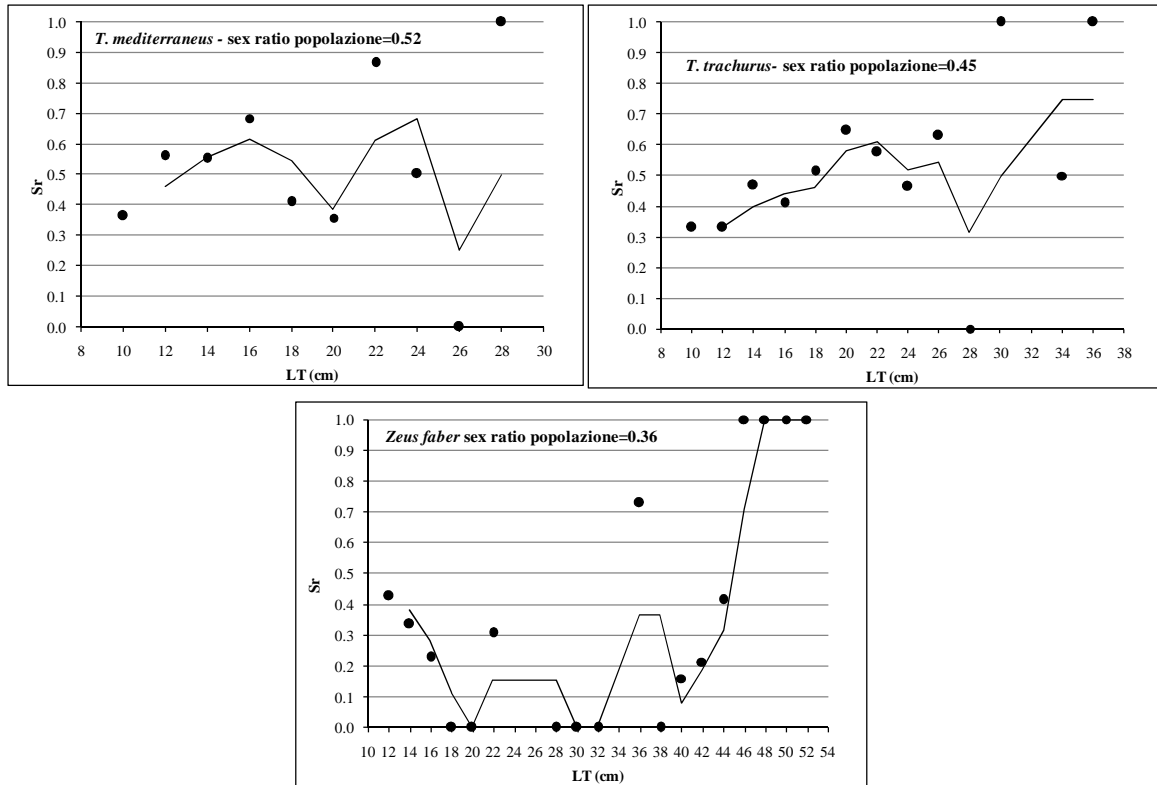 T. mediterraneus - sex ratio popolazione=0.52
1.0
0.9
0.8
0.7
0.6
0.5
0.4
0.3
0.2
0.1
0.0
Sr
8 10 12 14 16 18 20 22 24 26 28 30
LT (cm)
T. trachurus- sex ratio popolazione=0.45
1.0
0.9
0.8
0.7
0.6
0.5
0.4
0.3
0.2
0.1
0.0
Sr
8 10 12 14 16 18 20 22 24 26 28 30 32 34 36 38
LT (cm)
Zeus faber sex ratio popolazione=0.36
1.0
0.9
0.8
0.7
0.6
0.5
0.4
0.3
0.2
0.1
0.0
Sr
10 12 14 16 18 20 22 24 26 28 30 32 34 36 38 40 42 44 46 48 50 52 54
LT (cm)